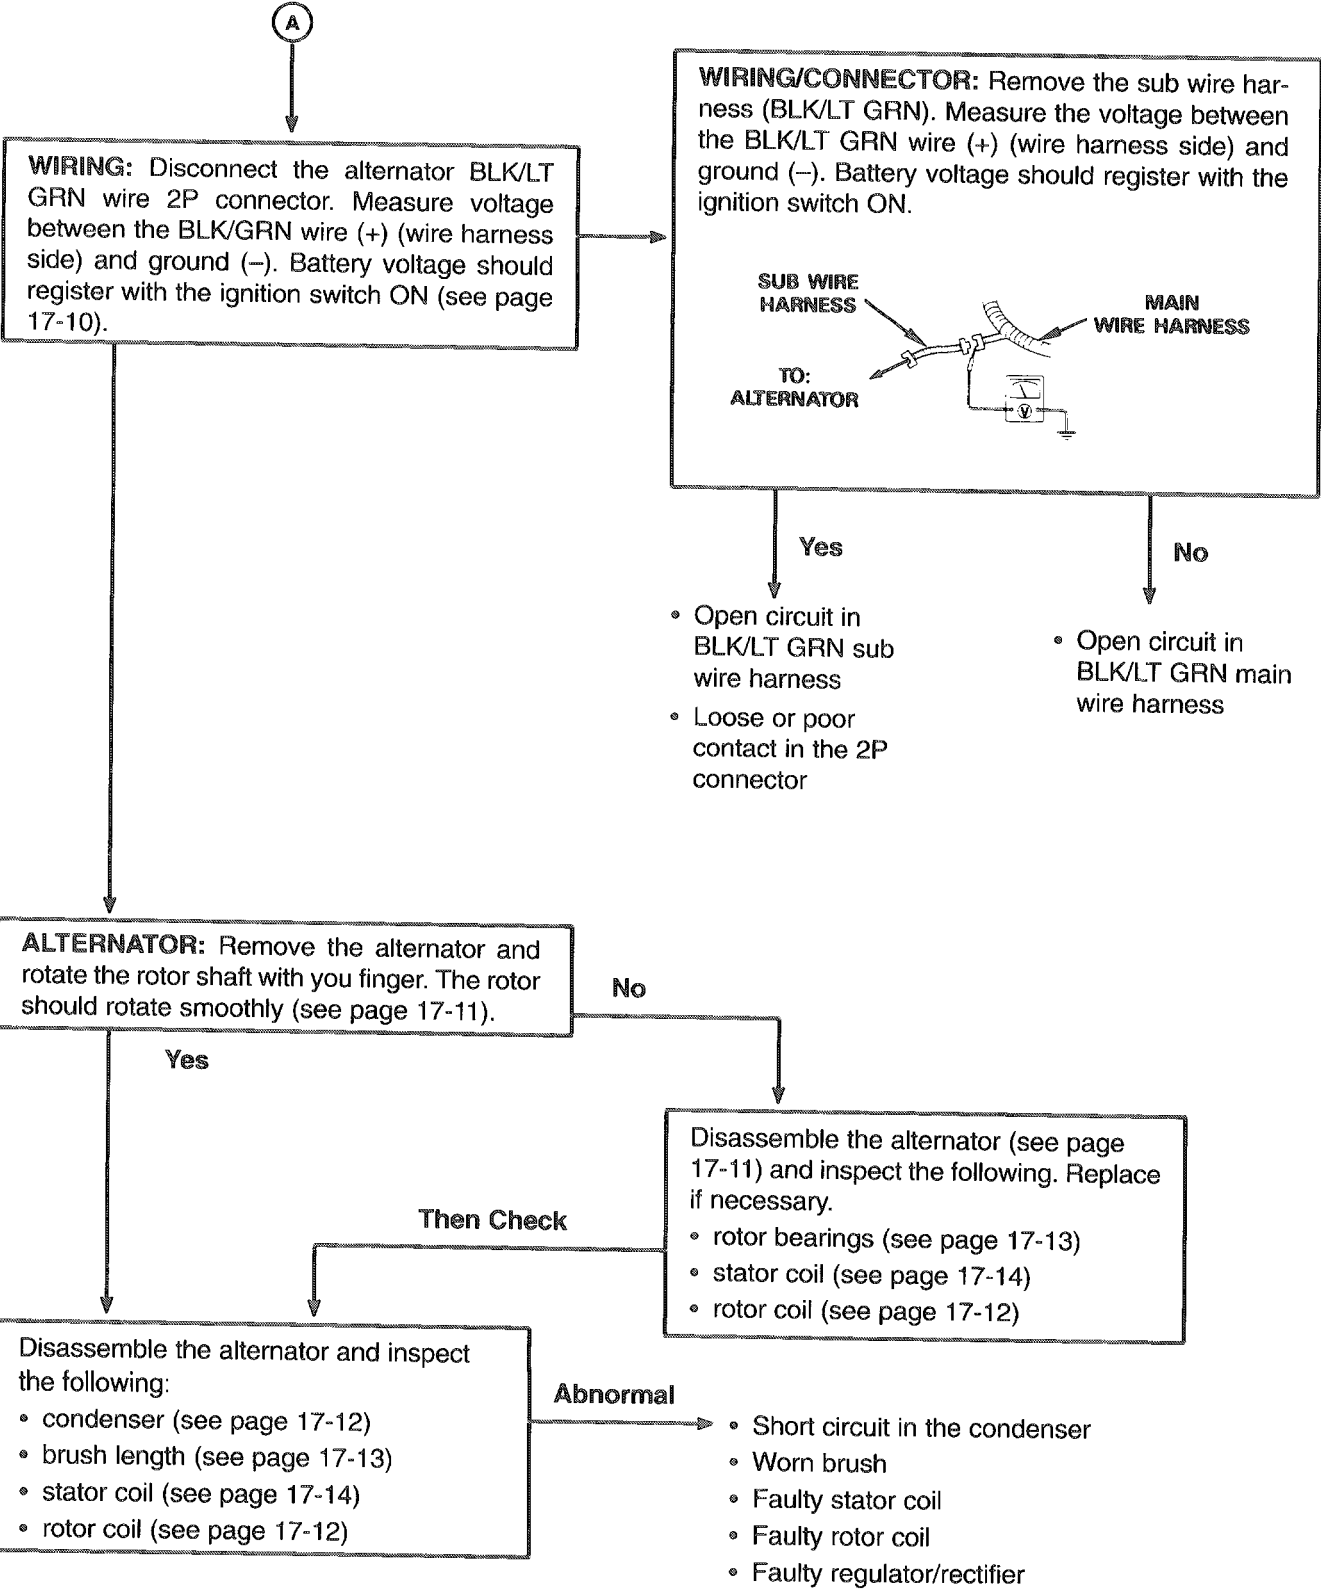 A
WIRING: Disconnect the alternator BLK/LT
GRN wire 2P connector. Measure voltage
between the BLK/GRN wire (+) (wire harness
side) and ground (–). Battery voltage should
register with the ignition switch ON (see page
17-10).
WIRING/CONNECTOR: Remove the sub wire har-
ness (BLK/LT GRN). Measure the voltage between
the BLK/LT GRN wire (+) (wire harness side) and
ground (–). Battery voltage should register with the
ignition switch ON.
SUB WIRE
HARNESS
MAIN
WIRE HARNESS
TO:
ALTERNATOR
V
Yes
No
• Open circuit in
BLK/LT GRN sub
wire harness
• Loose or poor
contact in the 2P
connector
• Open circuit in
BLK/LT GRN main
wire harness
ALTERNATOR: Remove the alternator and
rotate the rotor shaft with you finger. The rotor
should rotate smoothly (see page 17-11).
No
Yes
Disassemble the alternator (see page
17-11) and inspect the following. Replace
if necessary.
• rotor bearings (see page 17-13)
• stator coil (see page 17-14)
• rotor coil (see page 17-12)
Then Check
Disassemble the alternator and inspect
the following:
• condenser (see page 17-12)
• brush length (see page 17-13)
• stator coil (see page 17-14)
• rotor coil (see page 17-12)
Abnormal
• Short circuit in the condenser
• Worn brush
• Faulty stator coil
• Faulty rotor coil
• Faulty regulator/rectifier